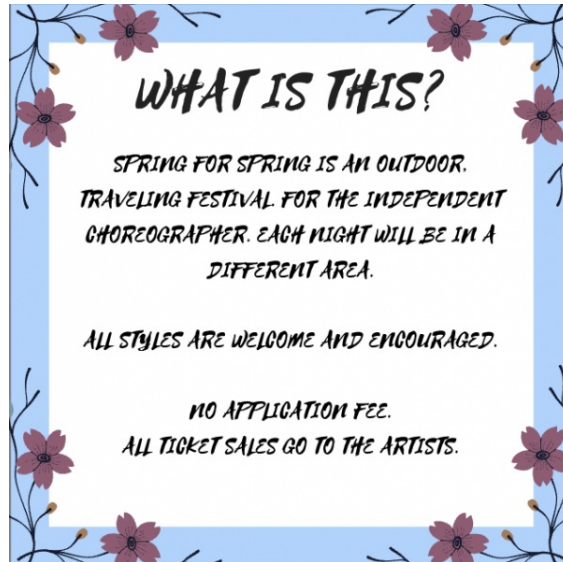 WHAT IS THIS?
SPRING FOR SPRING IS AN OUTDOOR,
TRAVELING FESTIVAL FOR THE INDEPENDENT
CHOREOGRAPHER. EACH NIGHT WILL BE IN A
DIFFERENT AREA.
ALL STYLES ARE WELCOME AND ENCOURAGED.
NO APPLICATION FEE.
ALL TICKET SALES GO TO THE ARTISTS.